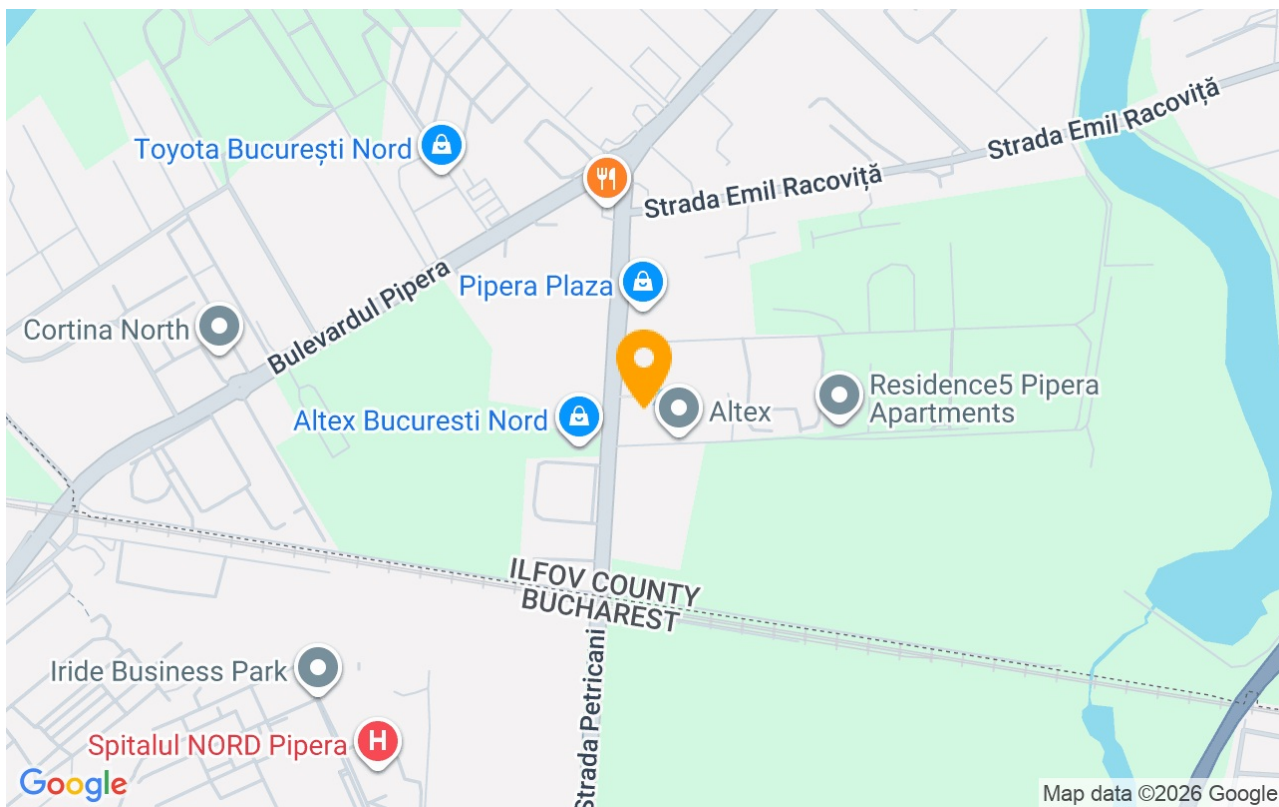 Strada Emil Racoviță
Toyota București Nord
Strada Emil Racoviță
Bulevardul Pipera
Pipera Plaza
Cortina North
Residence5 Pipera
Apartments
Altex Bucuresti Nord
Altex
ILFOV COUNTY
BUCHAREST
Strada Petricani
Iride Business Park
Spitalul NORD Pipera
H
Google
Map data ©2026 Google